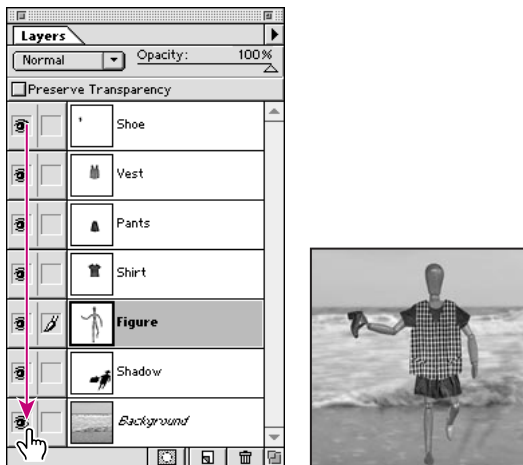 Layers
Normal Opacity: 100%
Preserve Transparency
Shoe
Vest
Pants
Shirt
Figure
Shadow
Background